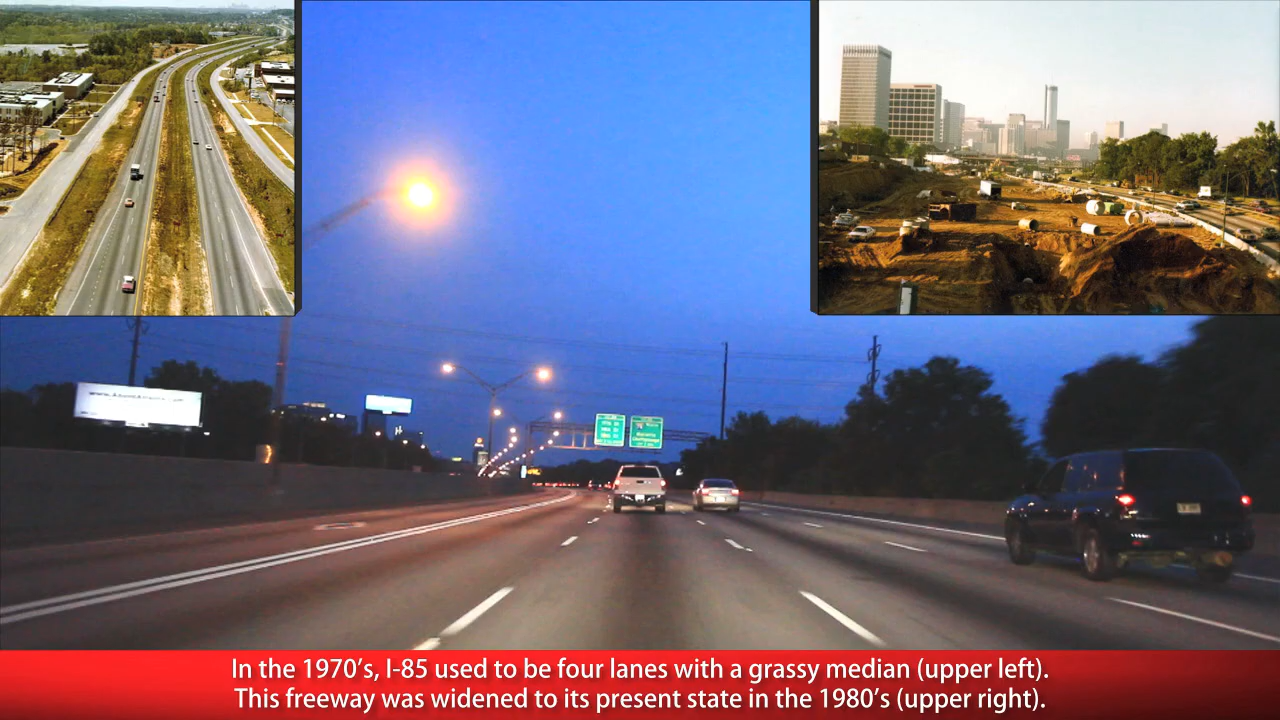 In the 1970's, I-85 used to be four lanes with a grassy median (upper left).
This freeway was widened to its present state in the 1980's (upper right).